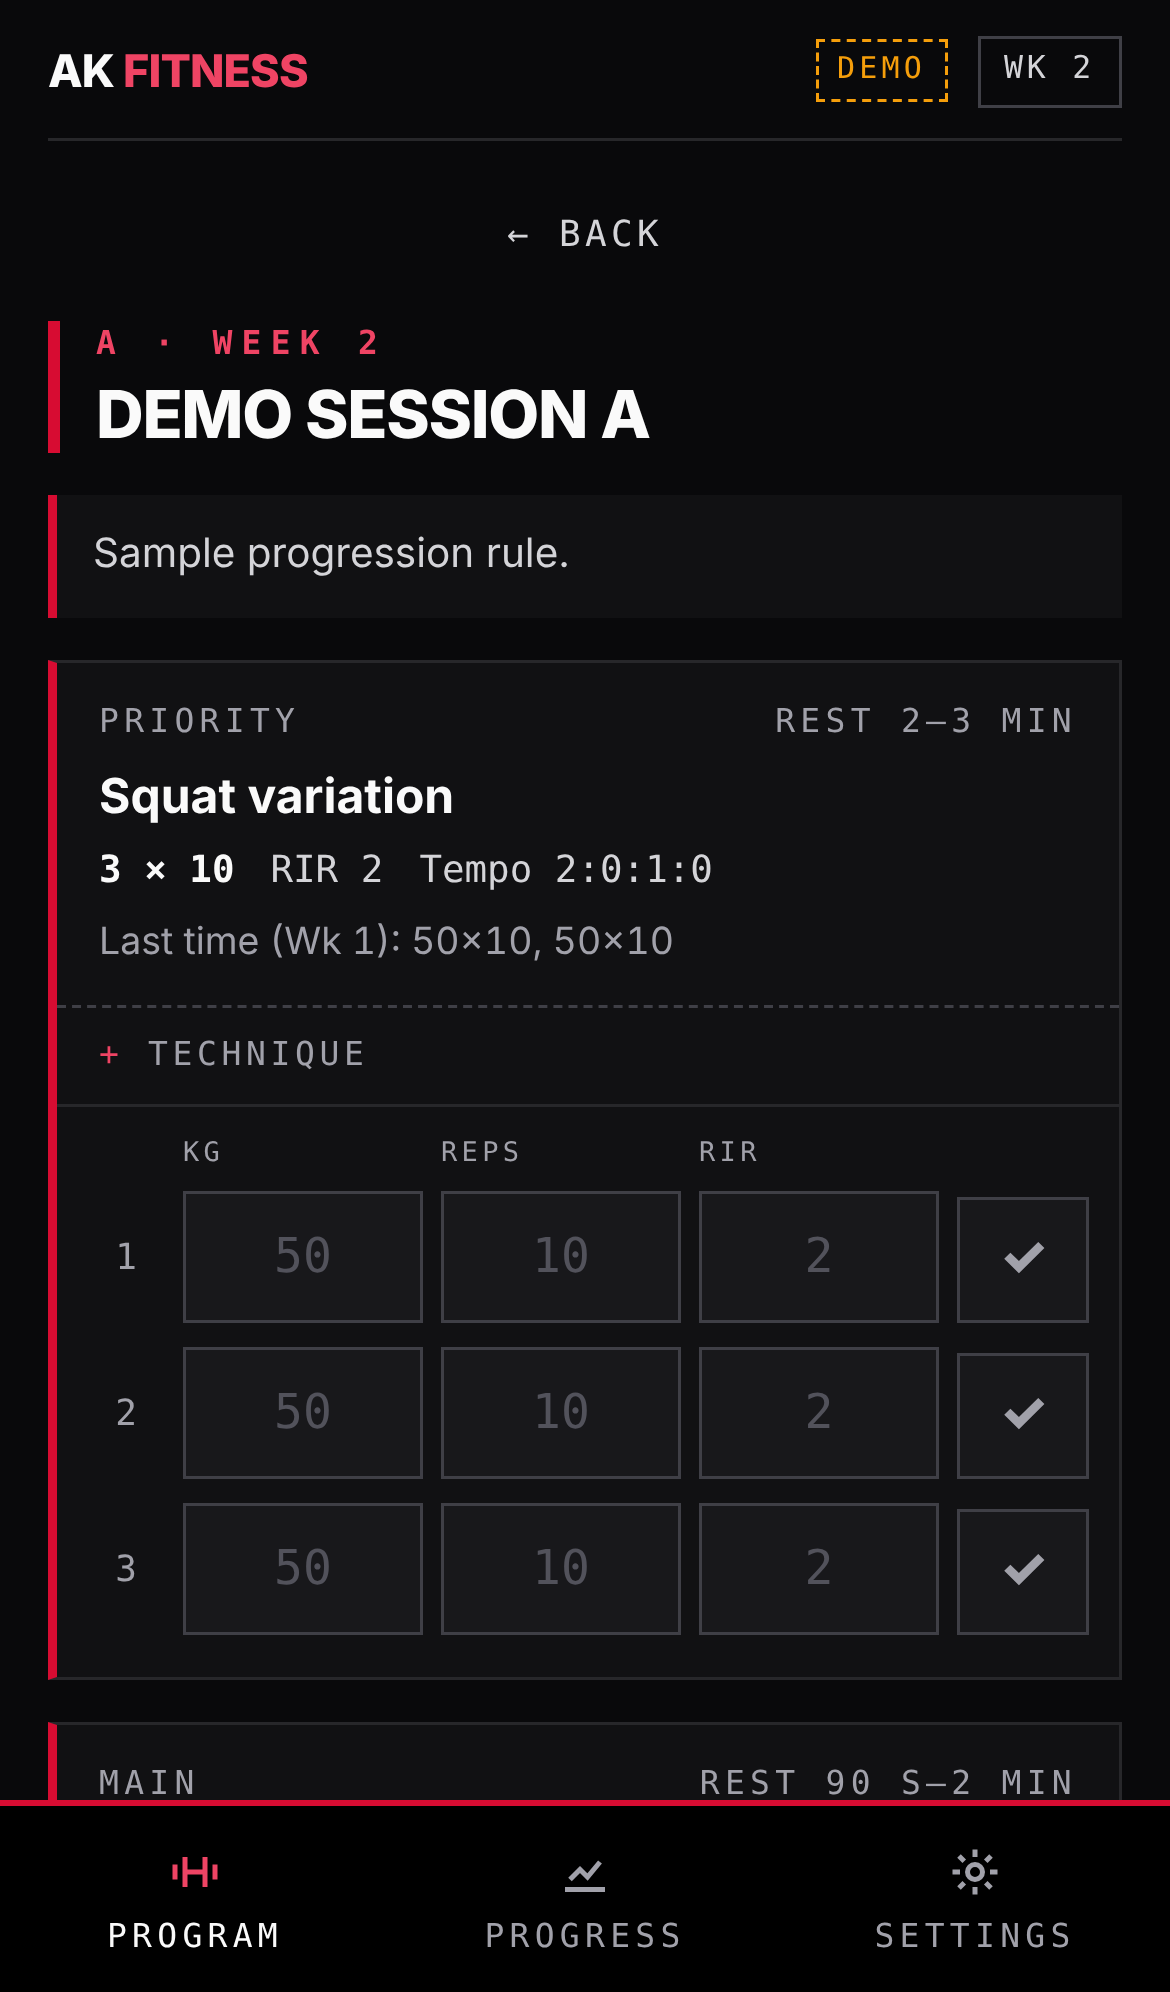 AK FITNESS
DEMO
WK 2
← BACK
A · WEEK 2
DEMO SESSION A
Sample progression rule.
PRIORITY REST 2–3 MIN
Squat variation
3 × 10 RIR 2 Tempo 2:0:1:0
Last time (Wk 1): 50×10, 50×10
+ TECHNIQUE
KG REPS RIR
1 50 10 2 ✓
2 50 10 2 ✓
3 50 10 2 ✓
MAIN REST 90 S–2 MIN
PROGRAM PROGRESS SETTINGS